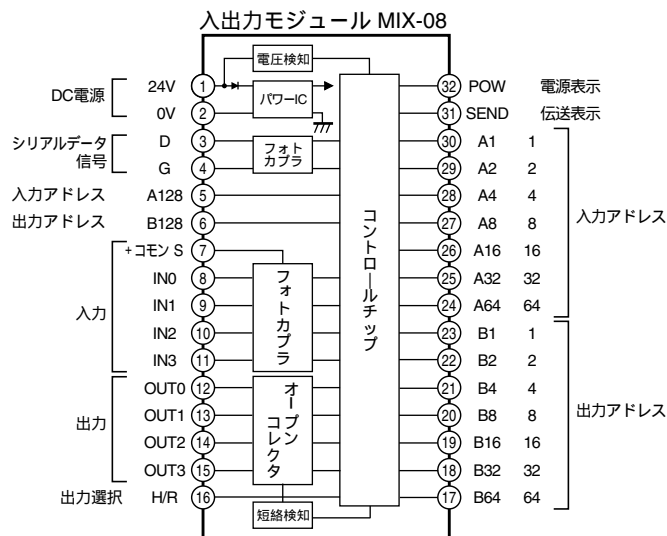 入出力モジュール MIX-08
電圧検知
DC電源 24V 1 パワーIC 32 POW 電源表示
0V 2 31 SEND 伝送表示
シリアルデータ信号 D 3 フォトカプラ 30 A1 1
G 4 29 A2 2
入力アドレス A128 5 28 A4 4 入力アドレス
出力アドレス B128 6 コントロールチップ 27 A8 8
+コモン S 7 26 A16 16
入力 IN0 8 フォトカプラ 25 A32 32
IN1 9 24 A64 64
IN2 10 23 B1 1
IN3 11 22 B2 2
出力 OUT0 12 オープンコレクタ 21 B4 4 出力アドレス
OUT1 13 20 B8 8
OUT2 14 19 B16 16
OUT3 15 18 B32 32
出力選択 H/R 16 17 B64 64
短絡検知